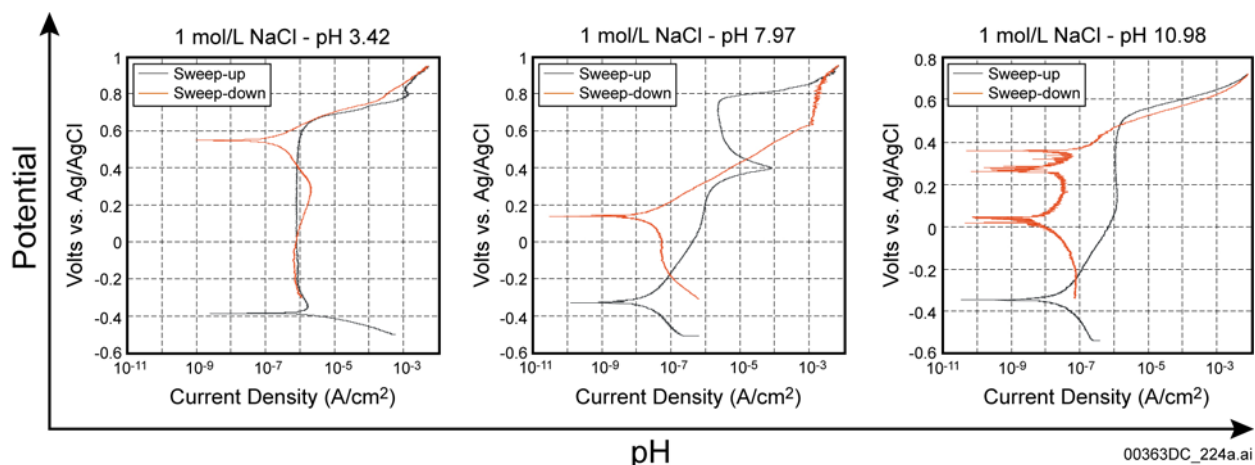 1 mol/L NaCl - pH 3.42
1 mol/L NaCl - pH 7.97
1 mol/L NaCl - pH 10.98
Potential
Volts vs. Ag/AgCl
1
0.8
0.6
0.4
0.2
0
-0.2
-0.4
-0.6
Sweep-up
Sweep-down
10-11
10-9
10-7
10-5
10-3
Current Density (A/cm2)
Volts vs. Ag/AgCl
1
0.8
0.6
0.4
0.2
0
-0.2
-0.4
-0.6
Sweep-up
Sweep-down
10-11
10-9
10-7
10-5
10-3
Current Density (A/cm2)
Volts vs. Ag/AgCl
0.8
0.6
0.4
0.2
0
-0.2
-0.4
-0.6
Sweep-up
Sweep-down
10-11
10-9
10-7
10-5
10-3
Current Density (A/cm2)
pH
00363DC_224a.ai